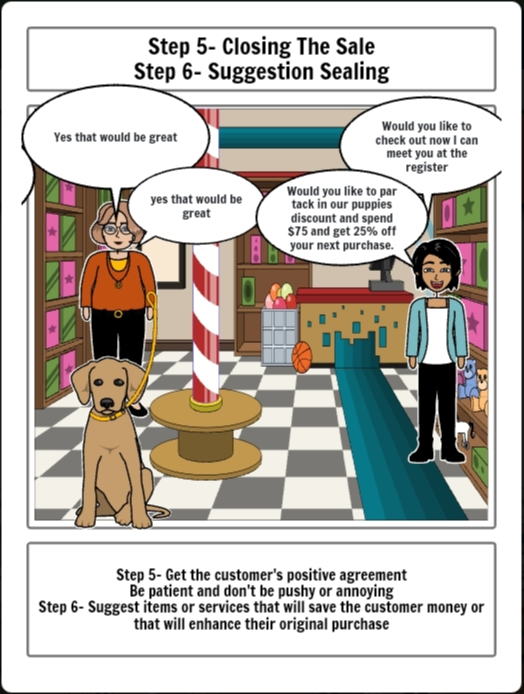 Step 5- Closing The Sale
Step 6- Suggestion Sealing
Yes that would be great
Would you like to
check out now I can
meet you at the
register
yes that would be
great
Would you like to par
tack in our puppies
discount and spend
$75 and get 25% off
your next purchase.
Step 5- Get the customer's positive agreement
Be patient and don't be pushy or annoying
Step 6- Suggest items or services that will save the customer money or
that will enhance their original purchase